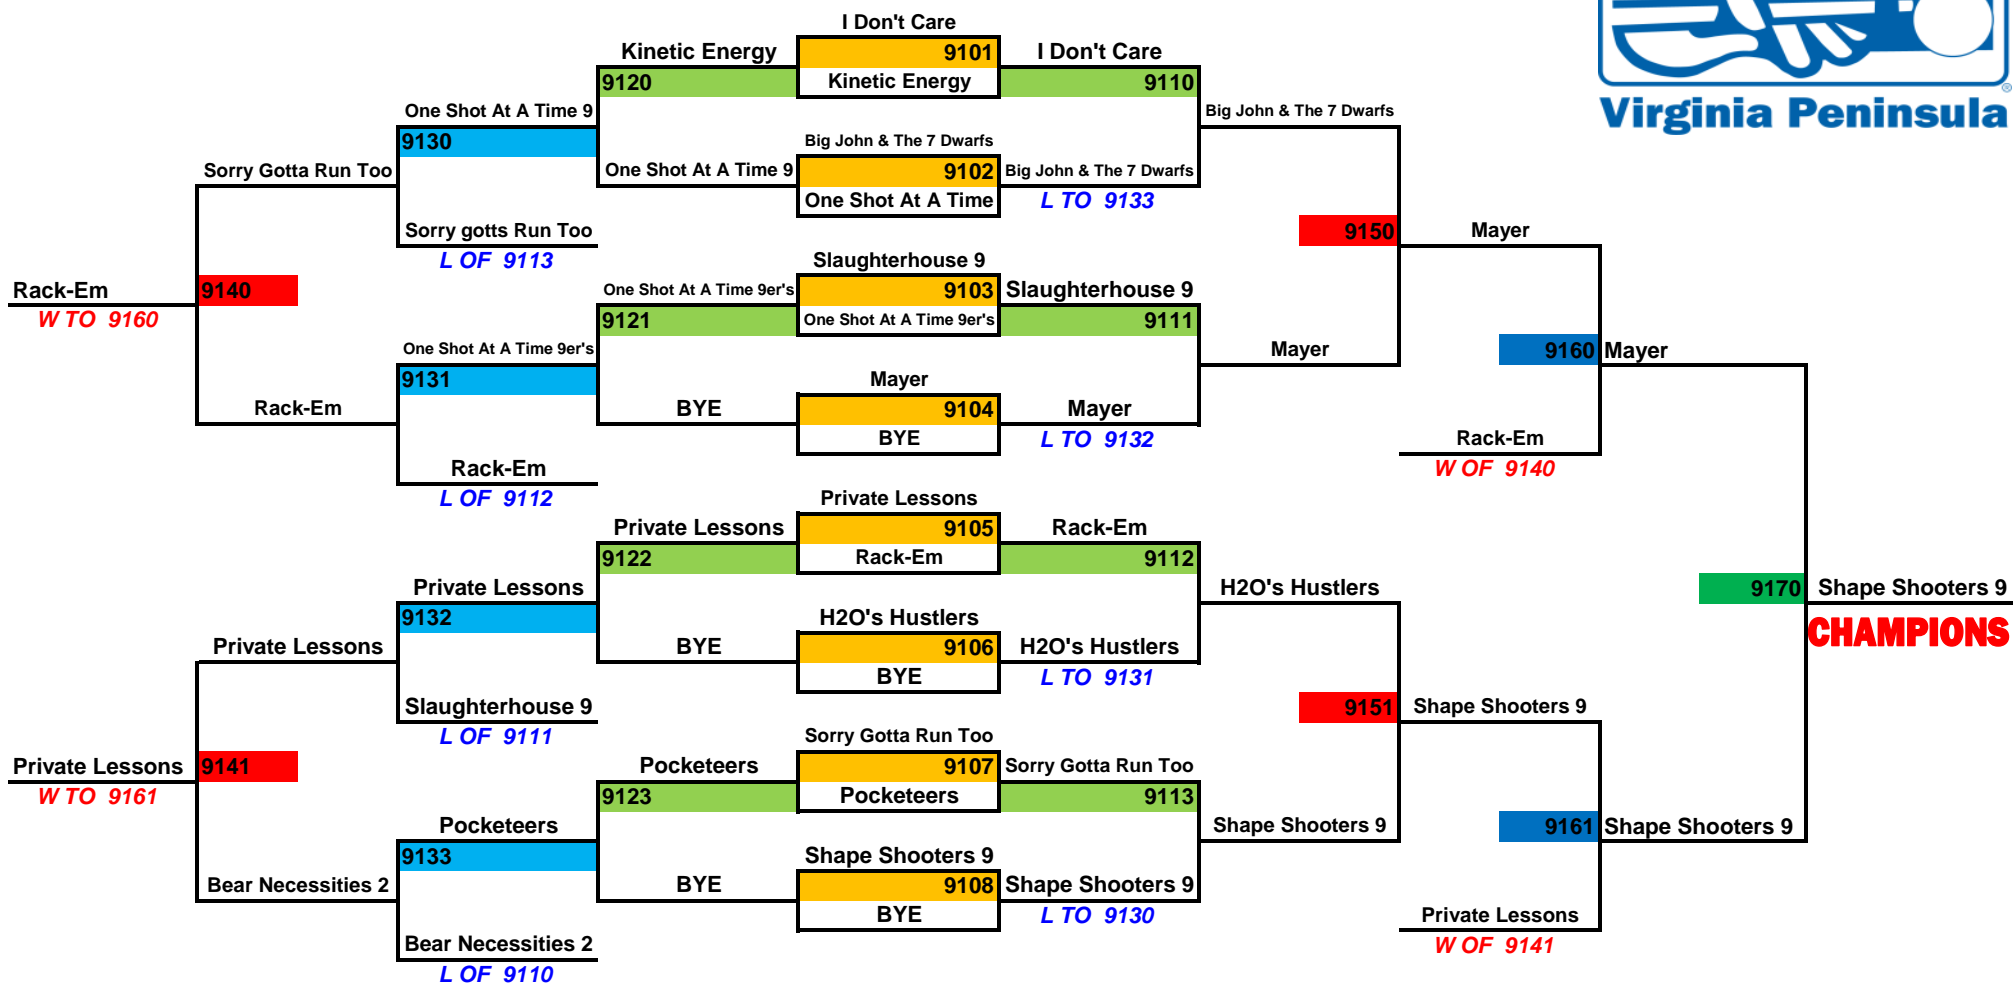 I Don't Care
Kinetic Energy
9101
I Don't Care
9120
Kinetic Energy
9110
One Shot At A Time 9
Big John & The 7 Dwarfs
®
Virginia Peninsula
9130
Big John & The 7 Dwarfs
Sorry Gotta Run Too
One Shot At A Time 9
9102
Big John & The 7 Dwarfs
One Shot At A Time
L TO 9133
Sorry gotts Run Too
9150
Mayer
L OF 9113
Slaughterhouse 9
Rack-Em
9140
One Shot At A Time 9er's
9103
Slaughterhouse 9
W TO 9160
9121
One Shot At A Time 9er's
9111
One Shot At A Time 9er's
Mayer
9160
Mayer
9131
Mayer
Rack-Em
BYE
9104
Mayer
BYE
L TO 9132
Rack-Em
Rack-Em
W OF 9140
L OF 9112
Private Lessons
Private Lessons
9105
Rack-Em
9122
Rack-Em
9112
Private Lessons
H2O's Hustlers
9170
Shape Shooters 9
9132
H2O's Hustlers
CHAMPIONS
Private Lessons
BYE
9106
H2O's Hustlers
BYE
L TO 9131
Slaughterhouse 9
9151
Shape Shooters 9
L OF 9111
Sorry Gotta Run Too
Private Lessons
9141
Pocketeers
9107
Sorry Gotta Run Too
W TO 9161
9123
Pocketeers
9113
Pocketeers
Shape Shooters 9
9161
Shape Shooters 9
9133
Shape Shooters 9
Bear Necessities 2
BYE
9108
Shape Shooters 9
BYE
L TO 9130
Private Lessons
Bear Necessities 2
W OF 9141
L OF 9110